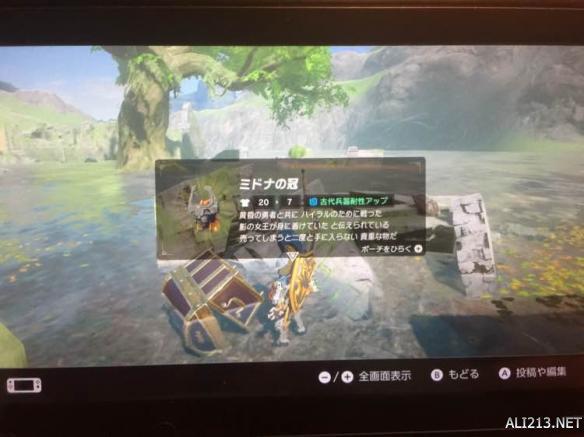 ミドナの冠
20 ・ 7 古代兵器耐性アップ
黄昏の勇者と共に ハイラルのために戦った
影の女王が身に着けていた と伝えられている
売ってしまうと二度と手に入らない 貴重な物だ
ポーチをひらく +
−/+ 全画面表示 B もどる A 投稿や編集
ALI213.NET